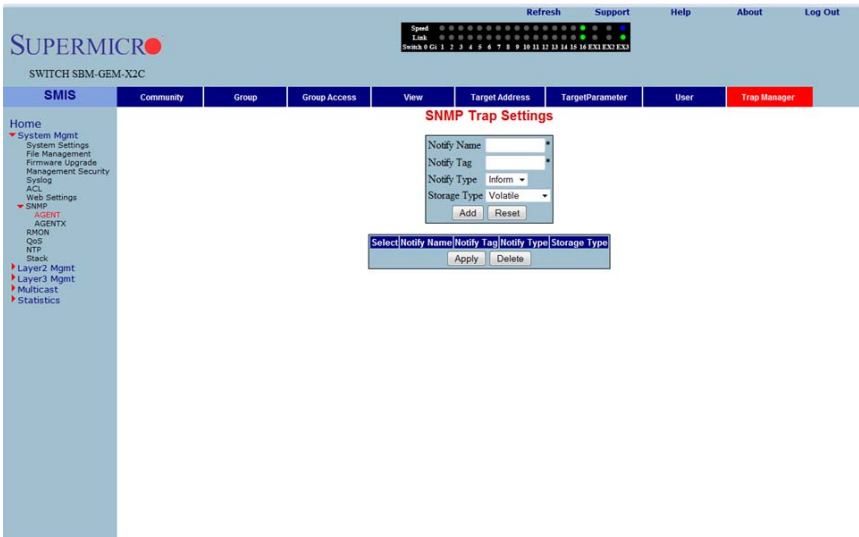 Refresh Support Help About Log Out
SUPERMICRO
SWITCH SBM-GEM-X2C
Speed
Link
Switch 0 Gi 1 2 3 4 5 6 7 8 9 10 11 12 13 14 15 16 EX1 EX2 EX3
SMIS
Community Group Group Access View Target Address TargetParameter User Trap Manager
Home
System Mgmt
System Settings
File Management
Firmware Upgrade
Management Security
Syslog
ACL
Web Settings
SNMP
AGENT
AGENTX
RMON
QoS
NTP
Stack
Layer2 Mgmt
Layer3 Mgmt
Multicast
Statistics
SNMP Trap Settings
Notify Name *
Notify Tag *
Notify Type Inform
Storage Type Volatile
Add Reset
Select Notify Name Notify Tag Notify Type Storage Type
Apply Delete